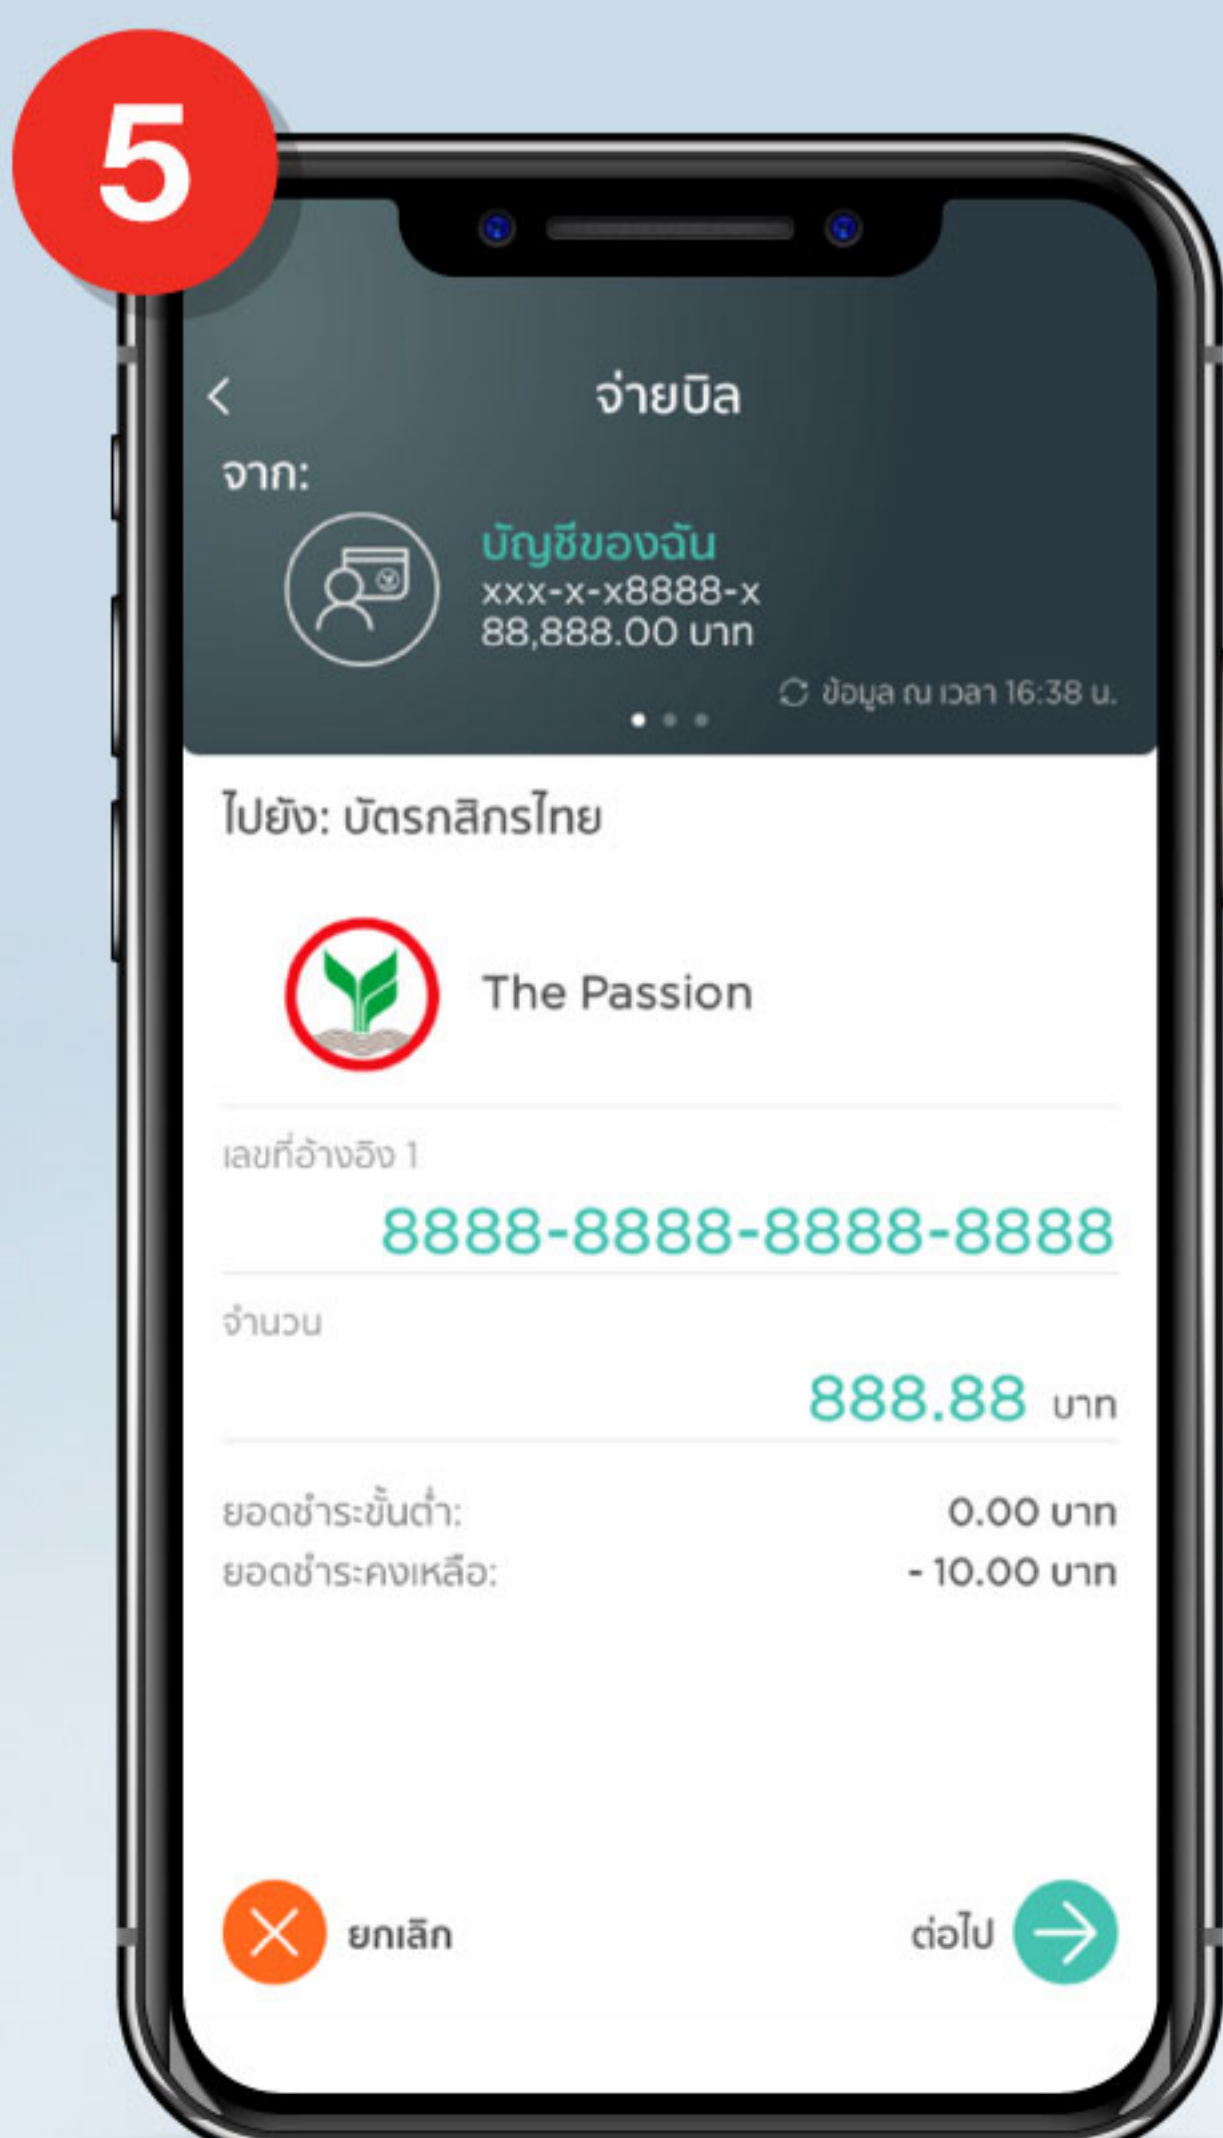 5
จ่ายบิล
จาก:
บัญชีของฉัน
xxx-x-x8888-x
88,888.00 บาท
ข้อมูล ณ เวลา 16:38 น.
ไปยัง: บัตรกสิกรไทย
The Passion
เลขที่อ้างอิง 1
8888-8888-8888-8888
จำนวน
888.88 บาท
ยอดชำระขั้นต่ำ: 0.00 บาท
ยอดชำระคงเหลือ: - 10.00 บาท
ยกเลิก ต่อไป